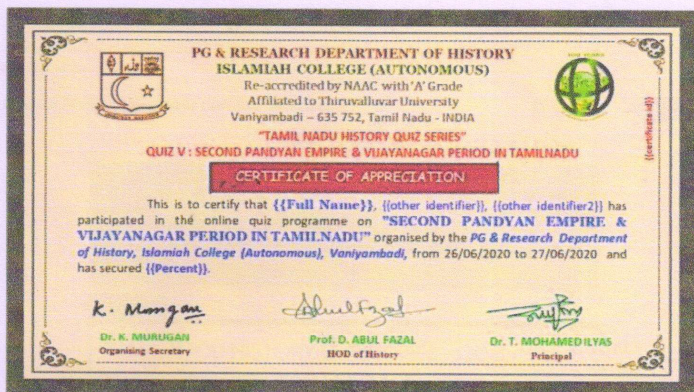 PG & RESEARCH DEPARTMENT OF HISTORY
ISLAMIAH COLLEGE (AUTONOMOUS)
Re-accredited by NAAC with 'A' Grade
Affiliated to Thiruvalluvar University
Vaniyambadi – 635 752, Tamil Nadu - INDIA
"TAMIL NADU HISTORY QUIZ SERIES"
QUIZ V : SECOND PANDYAN EMPIRE & VIJAYANAGAR PERIOD IN TAMILNADU
{{certificate id}}
CERTIFICATE OF APPRECIATION
This is to certify that {{Full Name}}, {{other identifier}}, {{other identifier2}} has
participated in the online quiz programme on "SECOND PANDYAN EMPIRE &
VIJAYANAGAR PERIOD IN TAMILNADU" organised by the PG & Research Department
of History, Islamiah College (Autonomous), Vaniyambadi, from 26/06/2020 to 27/06/2020 and
has secured {{Percent}}.
K. Murugan
Abul Fazal
Dr. K. MURUGAN
Prof. D. ABUL FAZAL
Dr. T. MOHAMED ILYAS
Organising Secretary
HOD of History
Principal